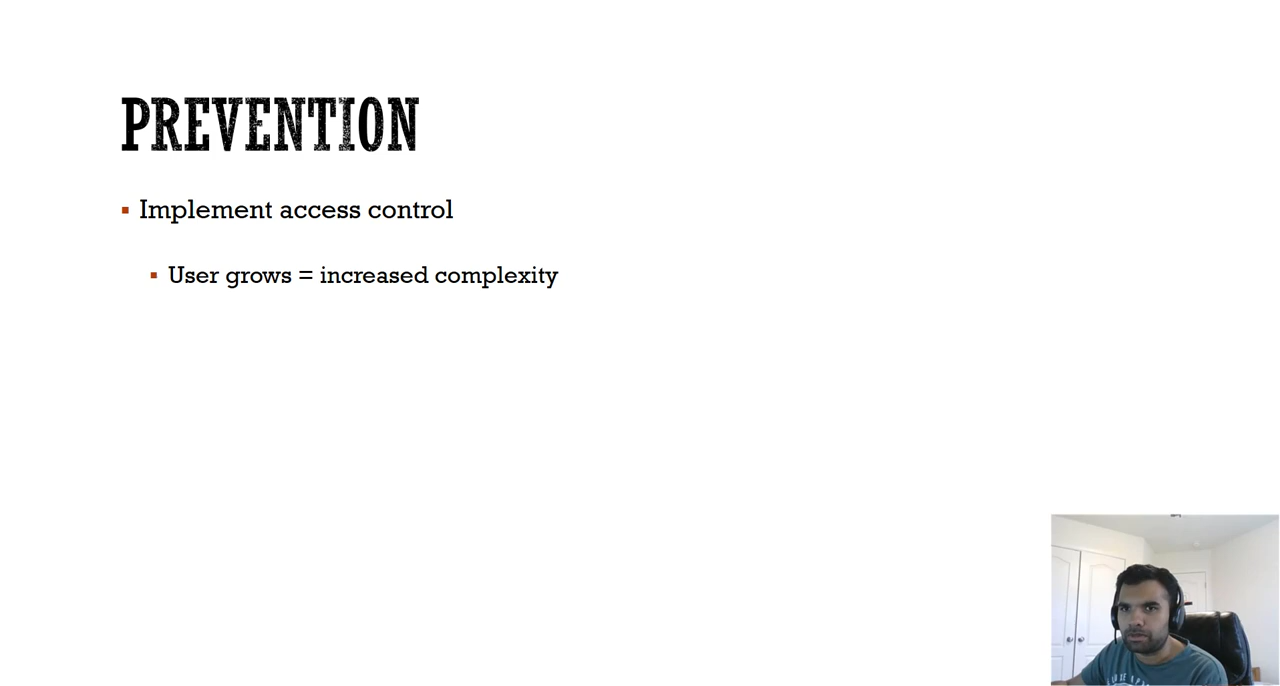 PREVENTION
Implement access control
User grows = increased complexity